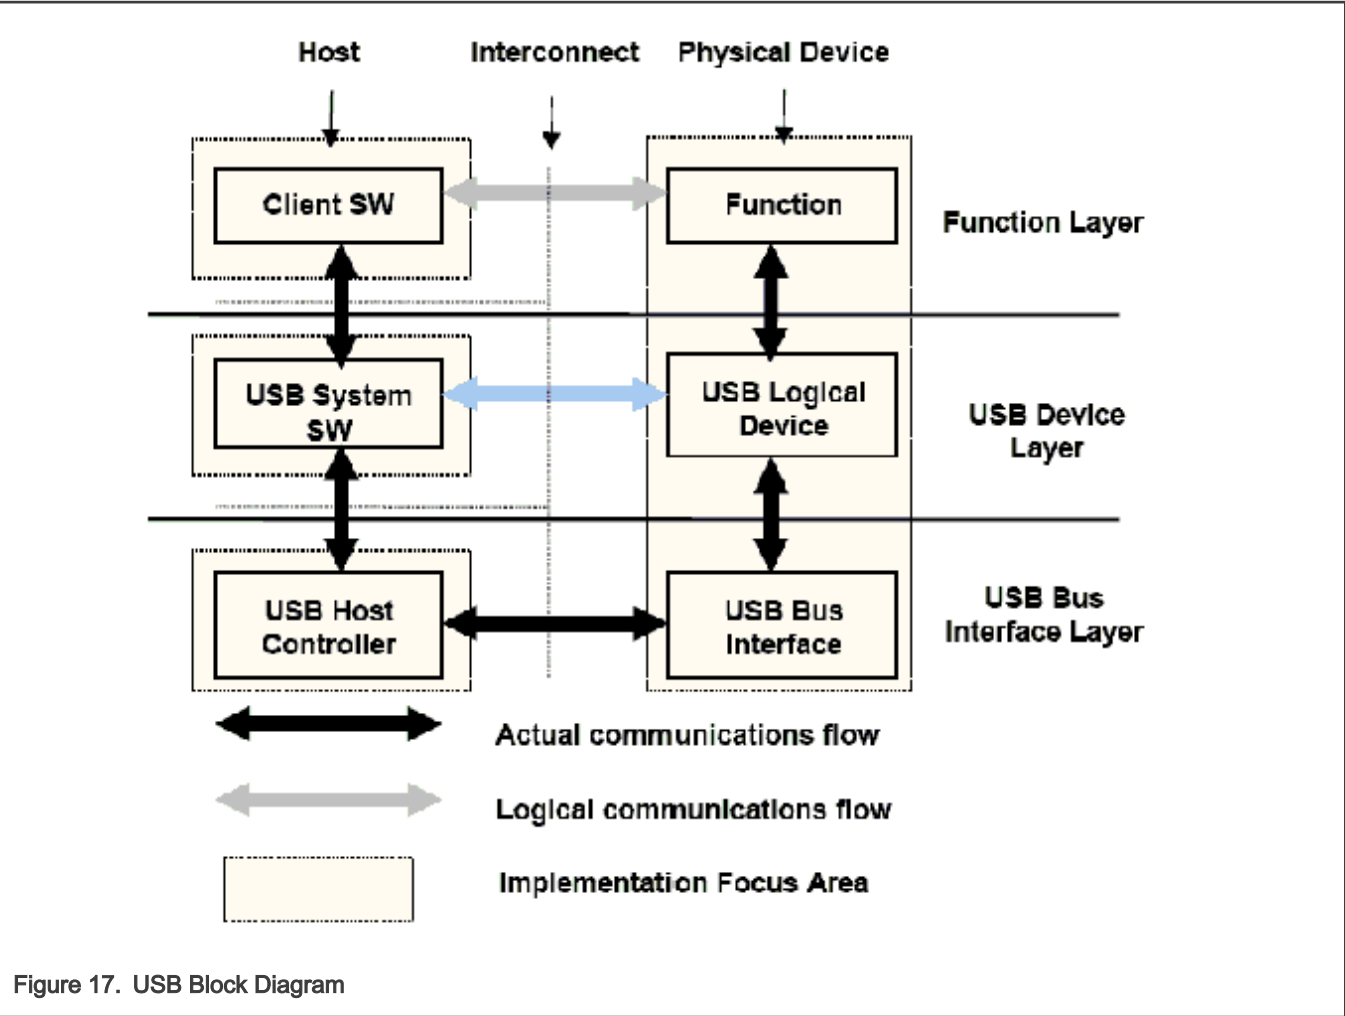 Host
Interconnect
Physical Device
Client SW
Function
Function Layer
USB System
SW
USB Logical
Device
USB Device
Layer
USB Host
Controller
USB Bus
Interface
USB Bus
Interface Layer
Actual communications flow
Logical communications flow
Implementation Focus Area
Figure 17. USB Block Diagram